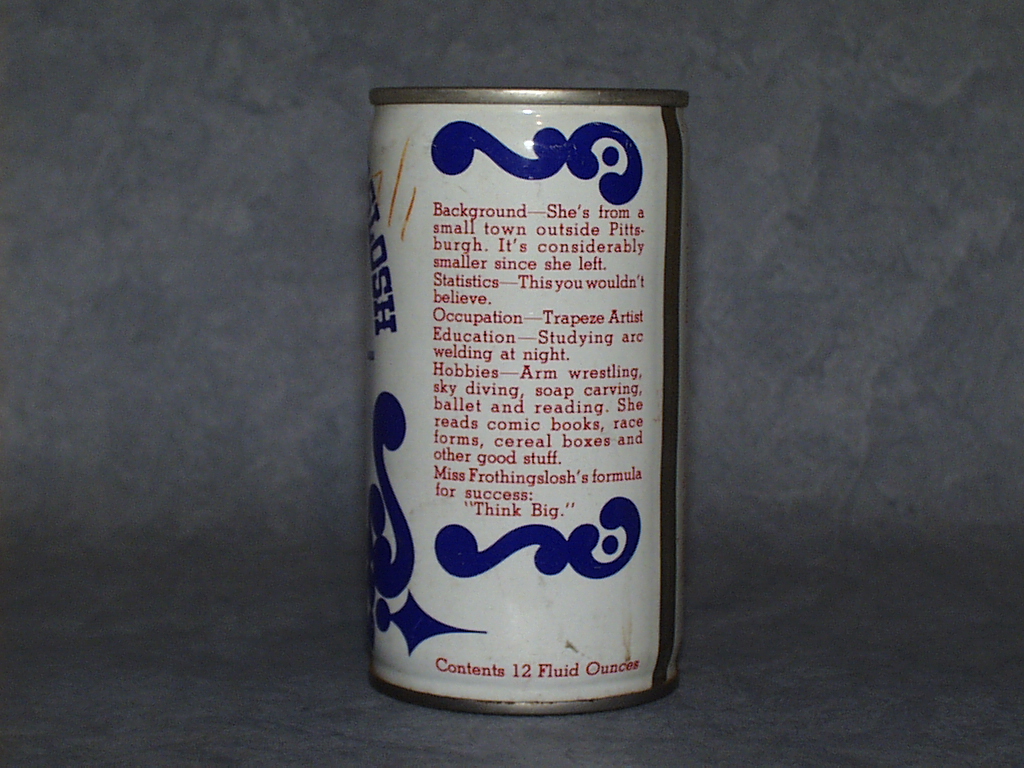 LOSH
Background—She's from a
small town outside Pitts-
burgh. It's considerably
smaller since she left.
Statistics—This you wouldn't
believe.
Occupation—Trapeze Artist
Education—Studying arc
welding at night.
Hobbies—Arm wrestling,
sky diving, soap carving,
ballet and reading. She
reads comic books, race
forms, cereal boxes and
other good stuff.
Miss Frothingslosh's formula
for success:
"Think Big."
Contents 12 Fluid Ounces